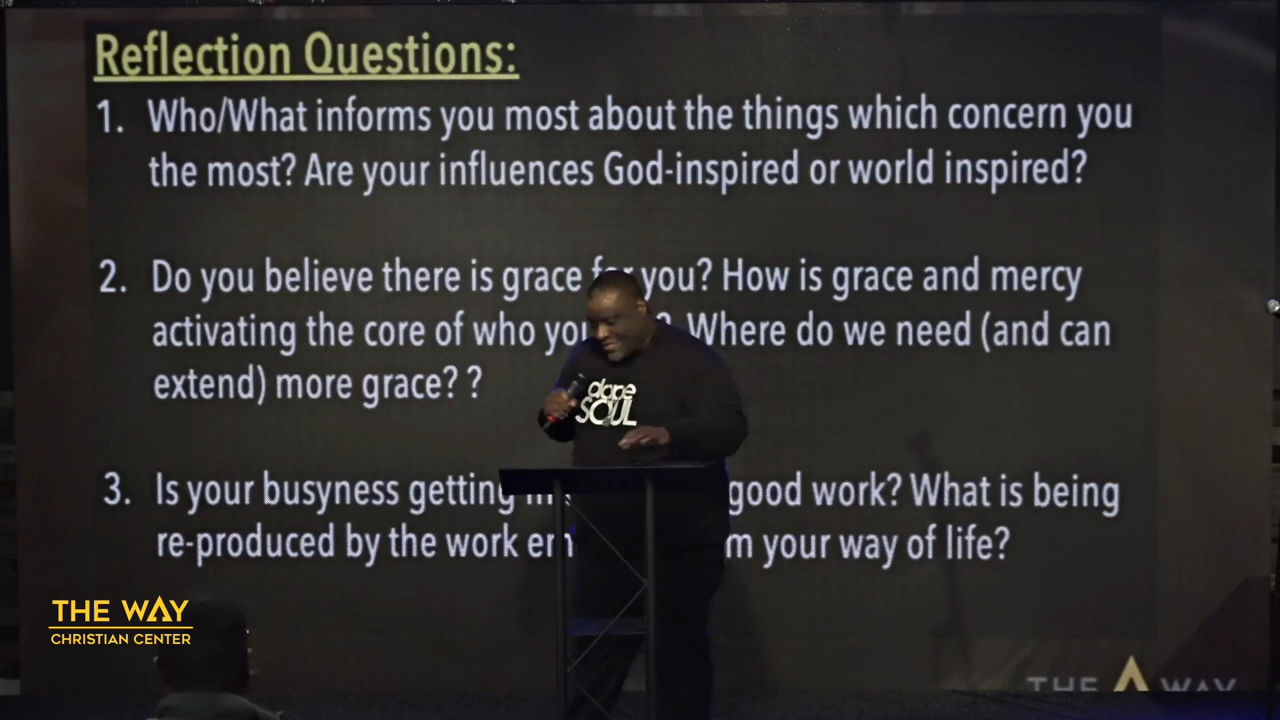 Reflection Questions:
1. Who/What informs you most about the things which concern you
the most? Are your influences God-inspired or world inspired?
2. Do you believe there is grace for you? How is grace and mercy
activating the core of who you ? Where do we need (and can
extend) more grace? ?
dope
SOUL
3. Is your busyness getting good work? What is being
re-produced by the work your way of life?
THE WAY
CHRISTIAN CENTER
THE WAY